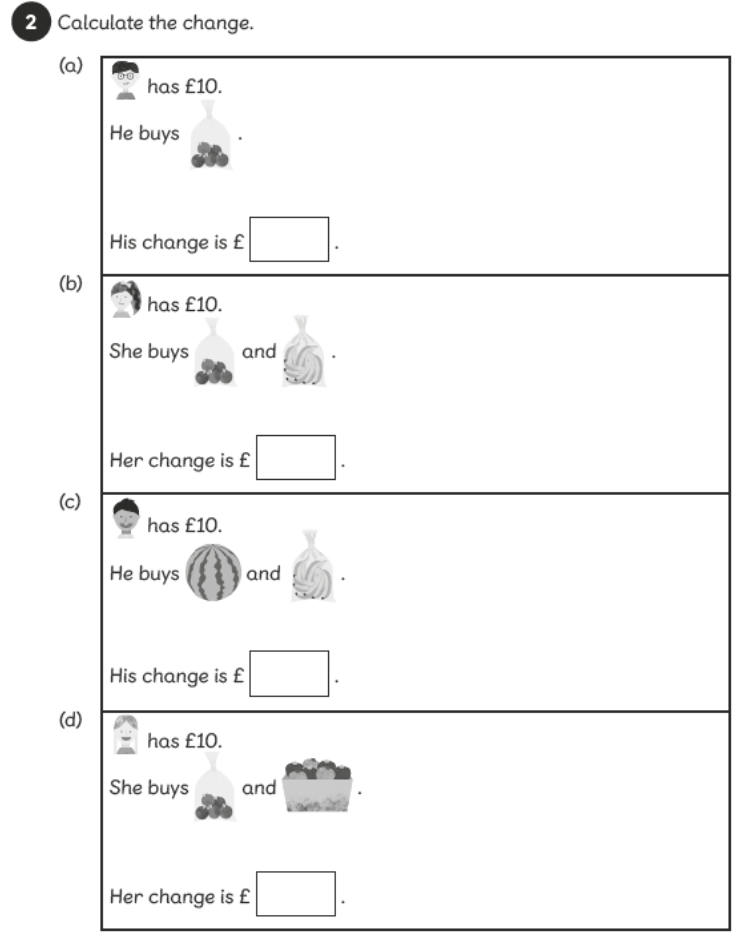 2 Calculate the change.
(a)
has £10.
He buys .
His change is £ .
(b)
has £10.
She buys and .
Her change is £ .
(c)
has £10.
He buys and .
His change is £ .
(d)
has £10.
She buys and .
Her change is £ .